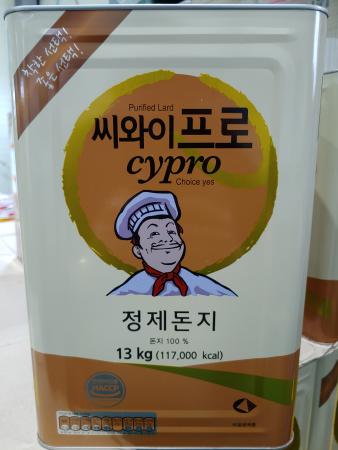 착한 선택!
좋은 선택!
Purified Lard
씨와이프로
cypro
Choice yes
정제돈지
돈지 100 %
13 kg (117,000 kcal)
HACCP